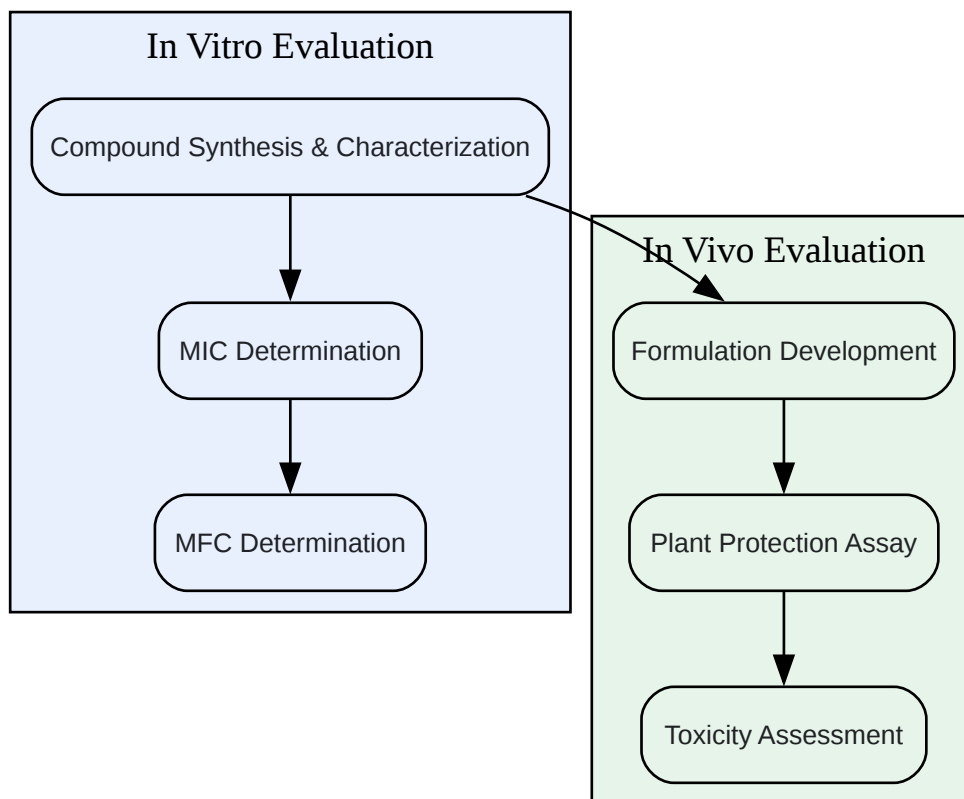 In Vitro Evaluation
Compound Synthesis & Characterization
MIC Determination
MFC Determination
In Vivo Evaluation
Formulation Development
Plant Protection Assay
Toxicity Assessment